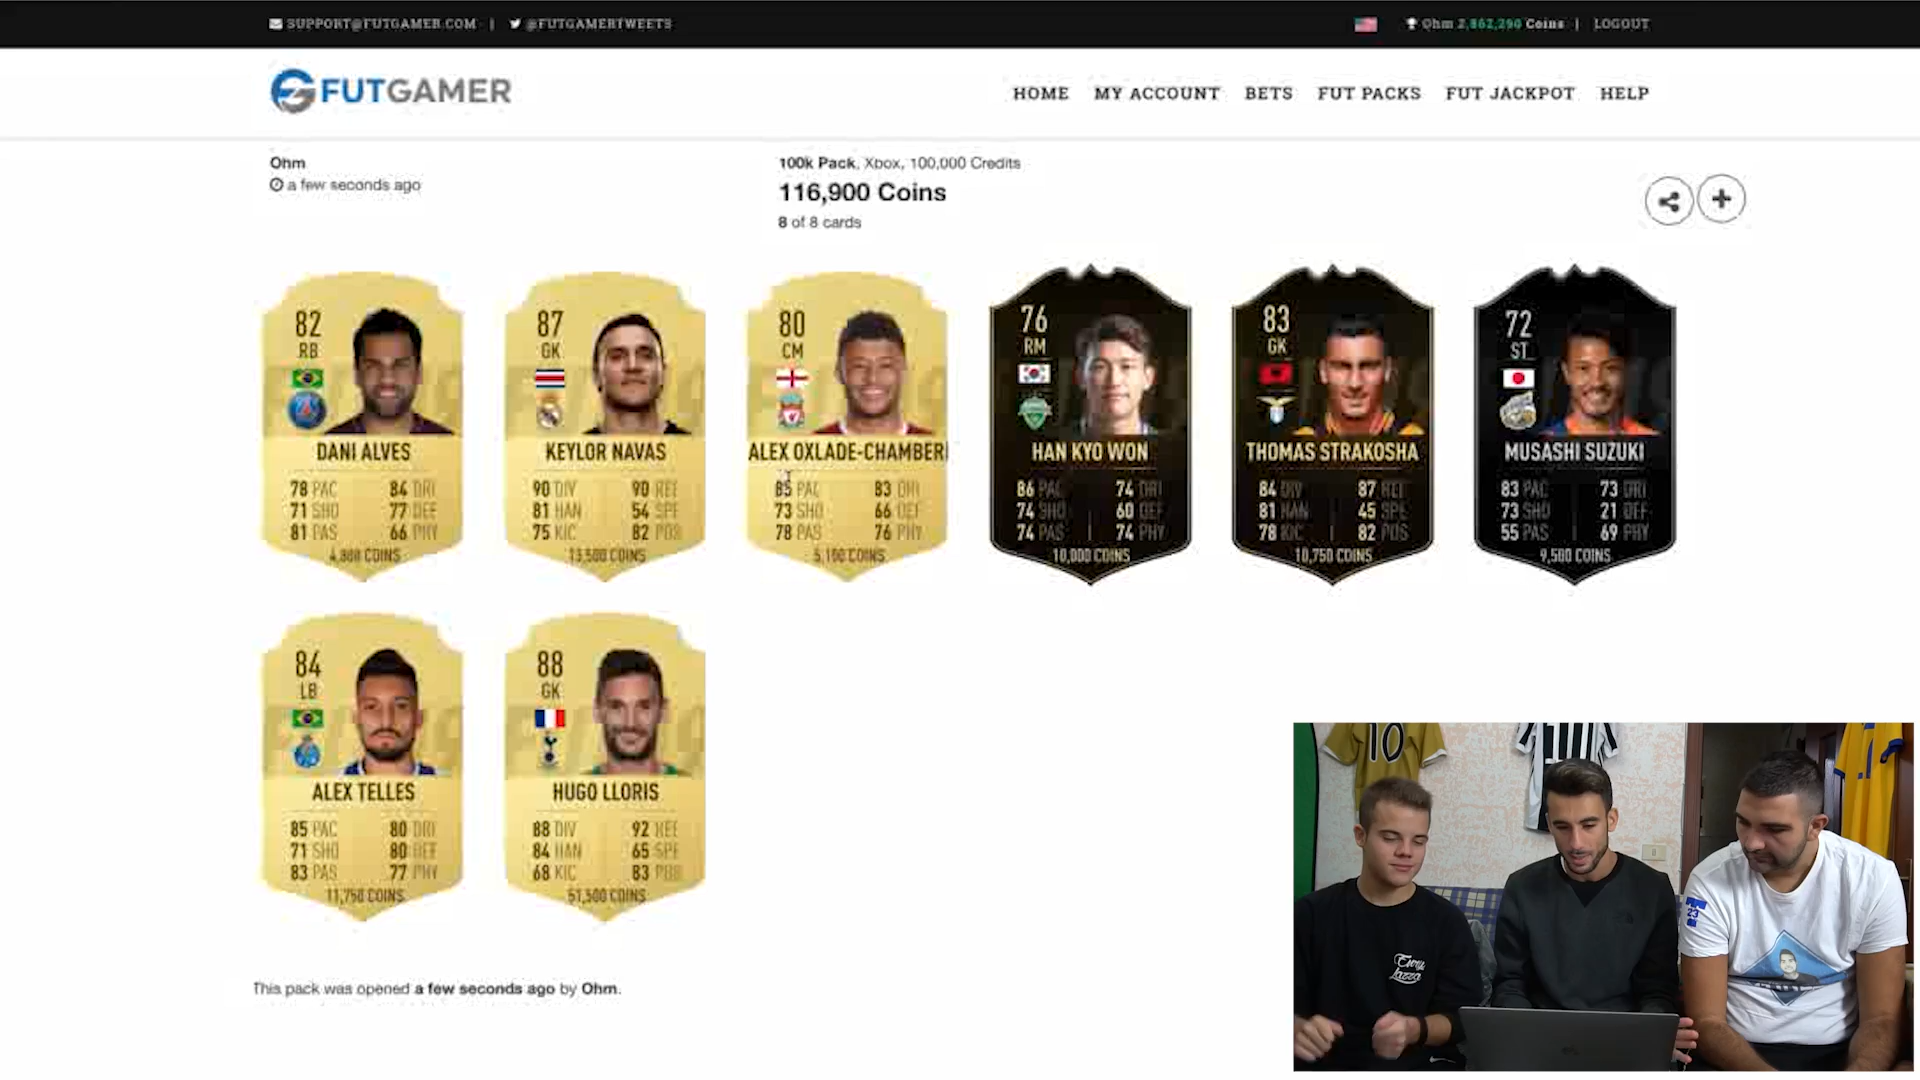 SUPPORT@FUTGAMER.COM | @FUTGAMERTWEETS
Ohm 2,862,290 Coins | LOGOUT
FUTGAMER
HOME MY ACCOUNT BETS FUT PACKS FUT JACKPOT HELP
Ohm
a few seconds ago
100k Pack, Xbox, 100,000 Credits
116,900 Coins
8 of 8 cards
82
RB
DANI ALVES
78 PAC 84 DRI
71 SHO 77 DEF
81 PAS 66 PHY
4,800 COINS
87
GK
KEYLOR NAVAS
90 DIV 90 REF
81 HAN 54 SPE
75 KIC 82 POS
13,500 COINS
80
CM
ALEX OXLADE-CHAMBER
85 PAC 83 DRI
73 SHO 66 DEF
78 PAS 76 PHY
5,100 COINS
76
RM
HAN KYO WON
86 PAC 74 DRI
74 SHO 60 DEF
74 PAS 74 PHY
10,000 COINS
83
GK
THOMAS STRAKOSHA
84 DIV 87 REF
81 HAN 45 SPE
78 KIC 82 POS
10,750 COINS
72
ST
MUSASHI SUZUKI
83 PAC 73 DRI
73 SHO 21 DEF
55 PAS 69 PHY
9,500 COINS
84
LB
ALEX TELLES
85 PAC 80 DRI
71 SHO 80 DEF
83 PAS 77 PHY
11,750 COINS
88
GK
HUGO LLORIS
88 DIV 92 REF
84 HAN 65 SPE
68 KIC 83 POS
51,500 COINS
This pack was opened a few seconds ago by Ohm.
10
23